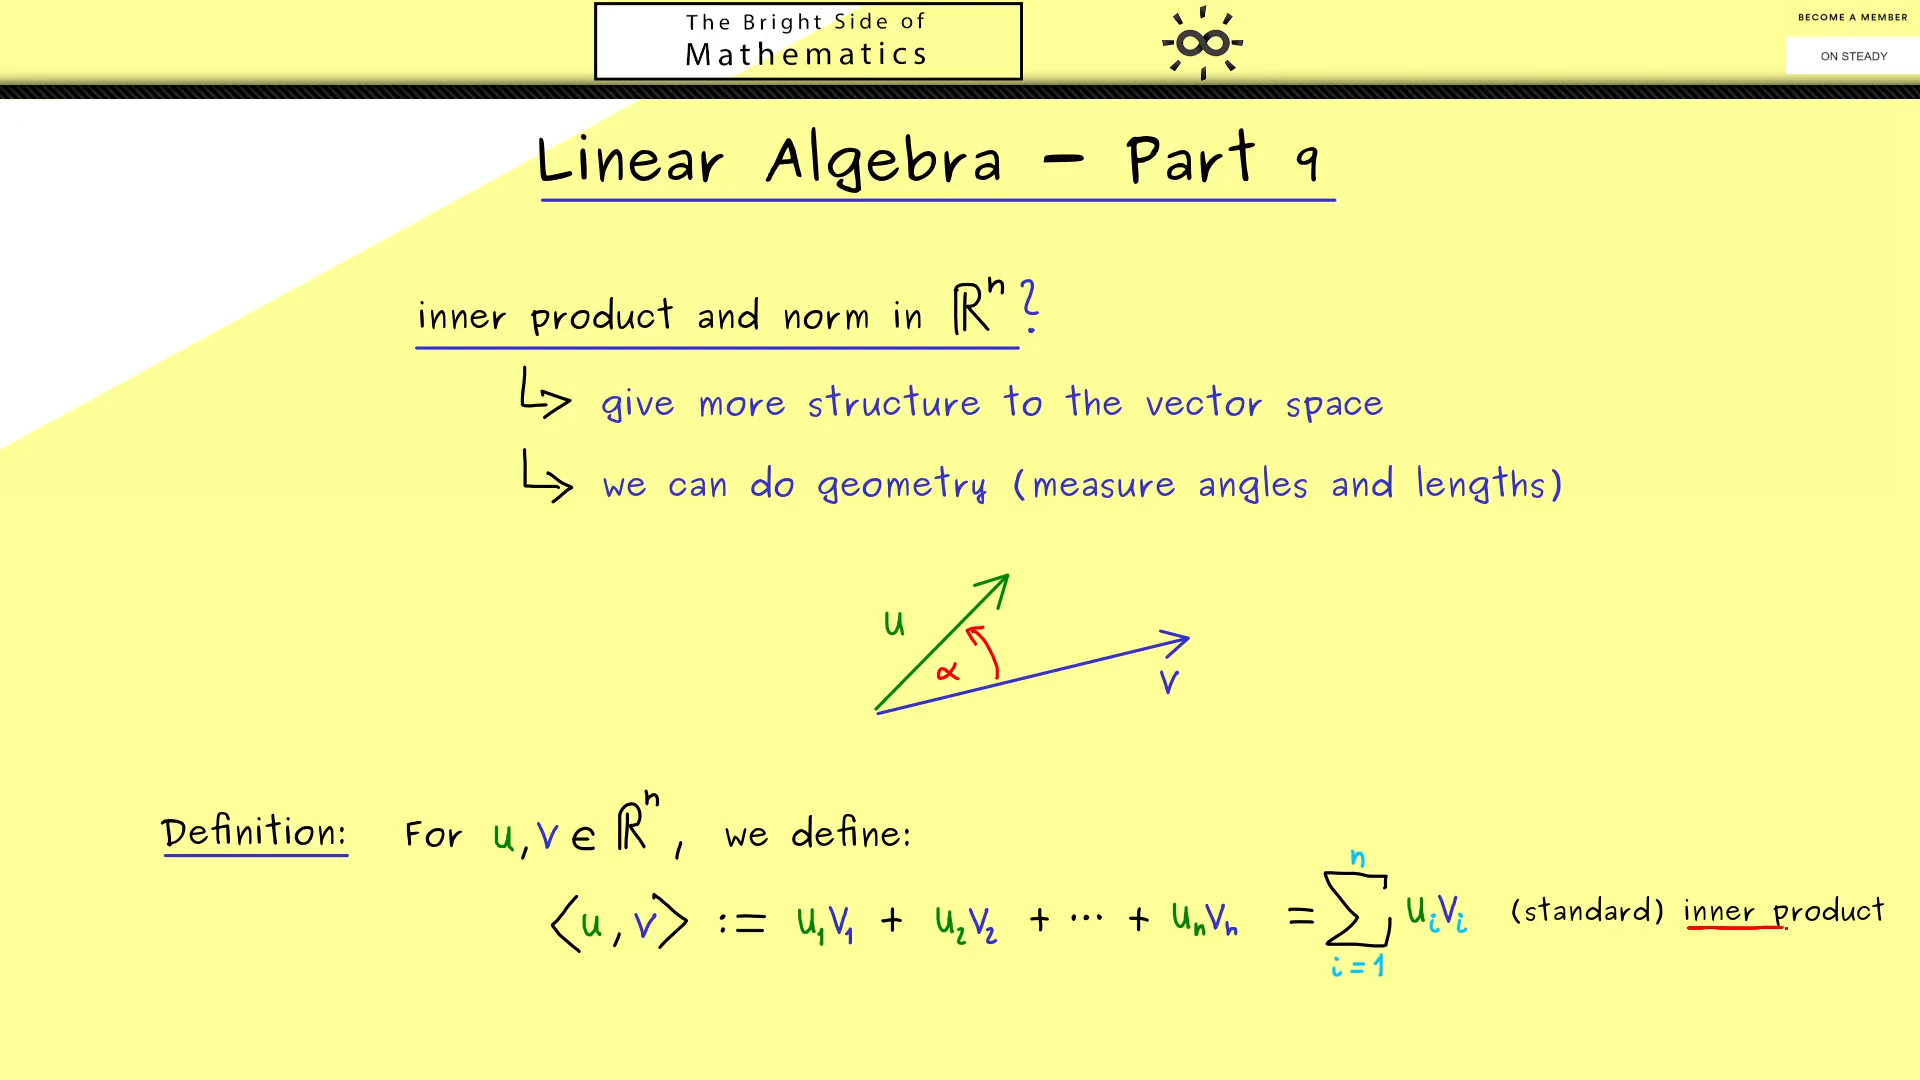 The Bright Side of
Mathematics
BECOME A MEMBER
ON STEADY
Linear Algebra – Part 9
inner product and norm in ℝⁿ?
↳ give more structure to the vector space
↳ we can do geometry (measure angles and lengths)
u
α
v
Definition: For u, v ∈ ℝⁿ, we define:
⟨u, v⟩ := u₁v₁ + u₂v₂ + ··· + uₙvₙ = ∑ⁿᵢ₌₁ uᵢvᵢ (standard) inner product